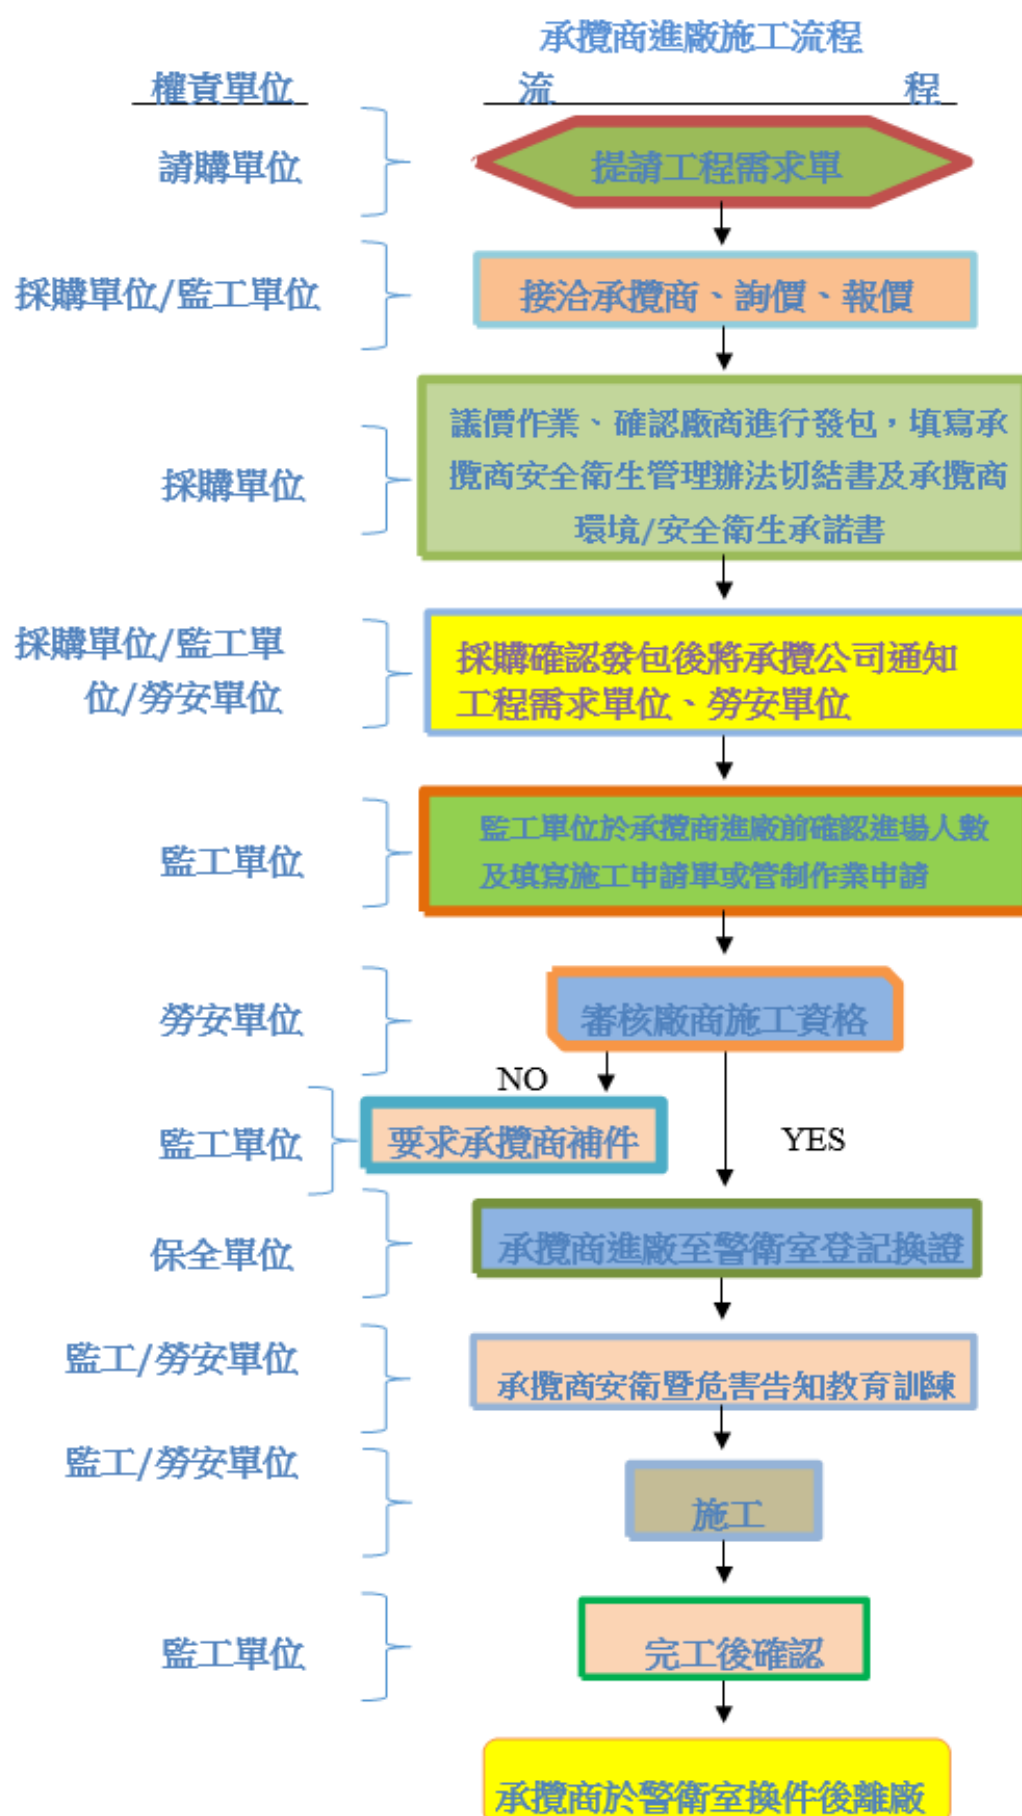 承攬商進廠施工流程
權責單位 流 程
請購單位
提請工程需求單
採購單位/監工單位
接洽承攬商、詢價、報價
採購單位
議價作業、確認廠商進行發包，填寫承
攬商安全衛生管理辦法切結書及承攬商
環境/安全衛生承諾書
採購單位/監工單
位/勞安單位
採購確認發包後將承攬公司通知
工程需求單位、勞安單位
監工單位
監工單位於承攬商進廠前確認進場人數
及填寫施工申請單或管制作業申請
勞安單位
審核廠商施工資格
NO
監工單位
要求承攬商補件
YES
保全單位
承攬商進廠至警衛室登記換證
監工/勞安單位
承攬商安衛暨危害告知教育訓練
監工/勞安單位
施工
監工單位
完工後確認
承攬商於警衛室換件後離廠